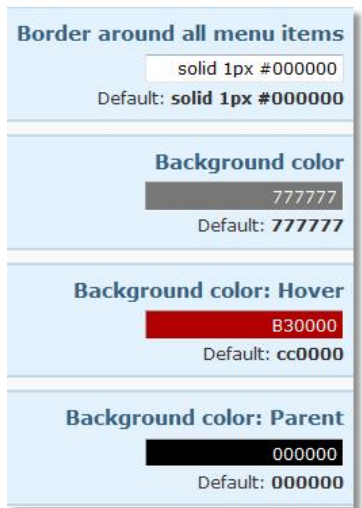 Border around all menu items
solid 1px #000000
Default: solid 1px #000000
Background color
777777
Default: 777777
Background color: Hover
B30000
Default: cc0000
Background color: Parent
000000
Default: 000000